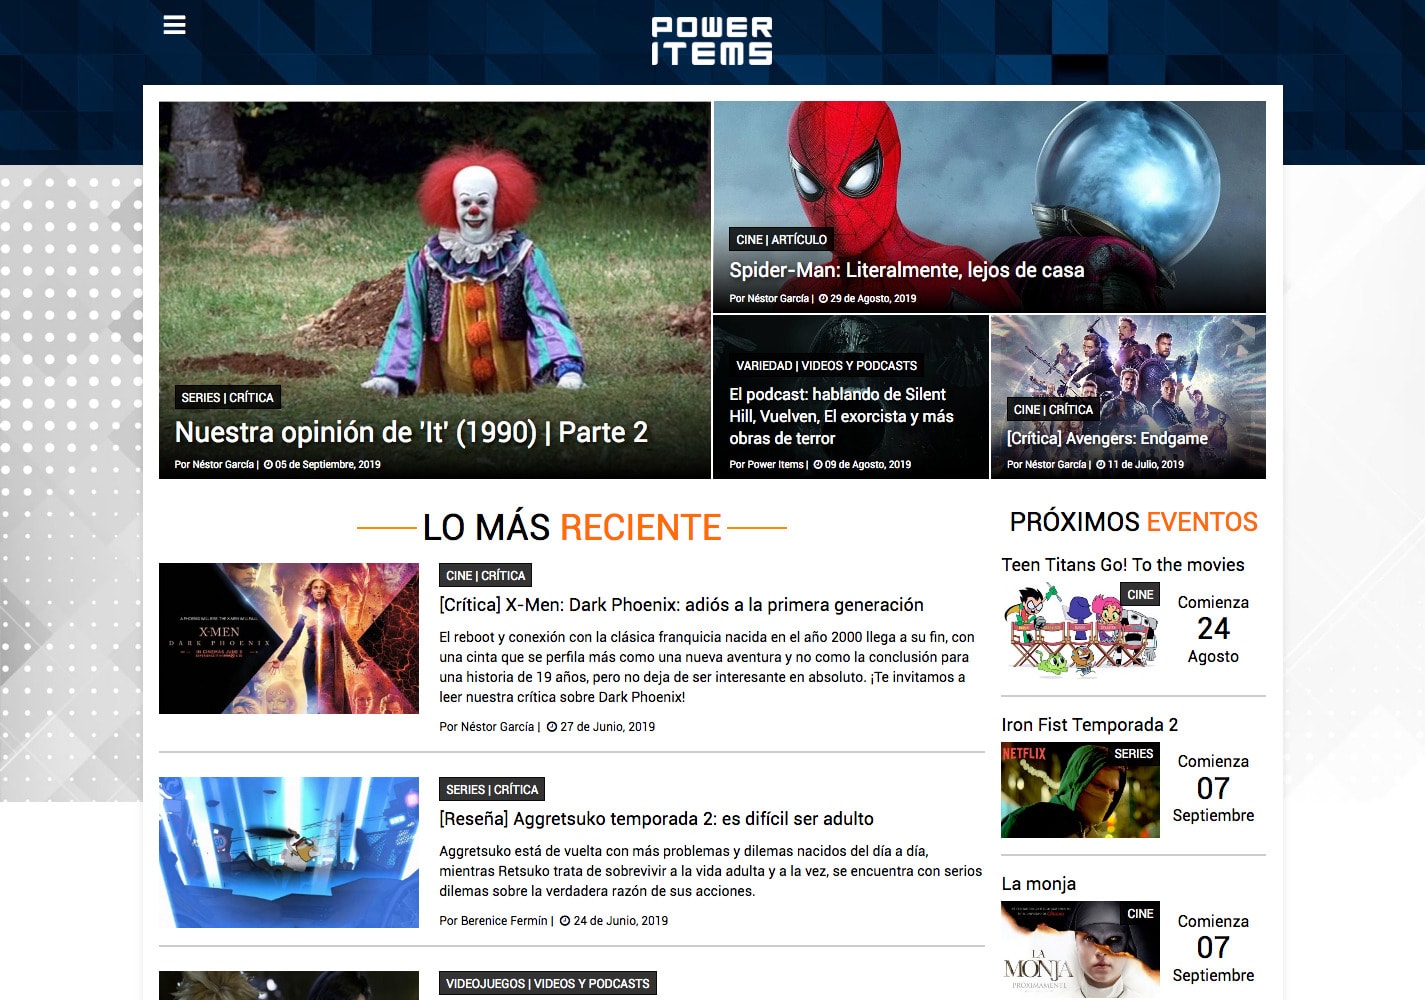 POWER
ITEMS
SERIES | CRÍTICA
Nuestra opinión de 'It' (1990) | Parte 2
Por Néstor García | 05 de Septiembre, 2019
CINE | ARTÍCULO
Spider-Man: Literalmente, lejos de casa
Por Néstor García | 29 de Agosto, 2019
VARIEDAD | VIDEOS Y PODCASTS
El podcast: hablando de Silent
Hill, Vuelven, El exorcista y más
obras de terror
Por Power Items | 09 de Agosto, 2019
CINE | CRÍTICA
[Crítica] Avengers: Endgame
Por Néstor García | 11 de Julio, 2019
LO MÁS RECIENTE
X-MEN
DARK PHOENIX
CINE | CRÍTICA
[Crítica] X-Men: Dark Phoenix: adiós a la primera generación
El reboot y conexión con la clásica franquicia nacida en el año 2000 llega a su fin, con
una cinta que se perfila más como una nueva aventura y no como la conclusión para
una historia de 19 años, pero no deja de ser interesante en absoluto. ¡Te invitamos a
leer nuestra crítica sobre Dark Phoenix!
Por Néstor García | 27 de Junio, 2019
SERIES | CRÍTICA
[Reseña] Aggretsuko temporada 2: es difícil ser adulto
Aggretsuko está de vuelta con más problemas y dilemas nacidos del día a día,
mientras Retsuko trata de sobrevivir a la vida adulta y a la vez, se encuentra con serios
dilemas sobre la verdadera razón de sus acciones.
Por Berenice Fermín | 24 de Junio, 2019
VIDEOJUEGOS | VIDEOS Y PODCASTS
PRÓXIMOS EVENTOS
Teen Titans Go! To the movies
CINE
Comienza
24
Agosto
Iron Fist Temporada 2
NETFLIX
SERIES
Comienza
07
Septiembre
La monja
CINE
LA
MONJA
PRÓXIMAMENTE
Comienza
07
Septiembre